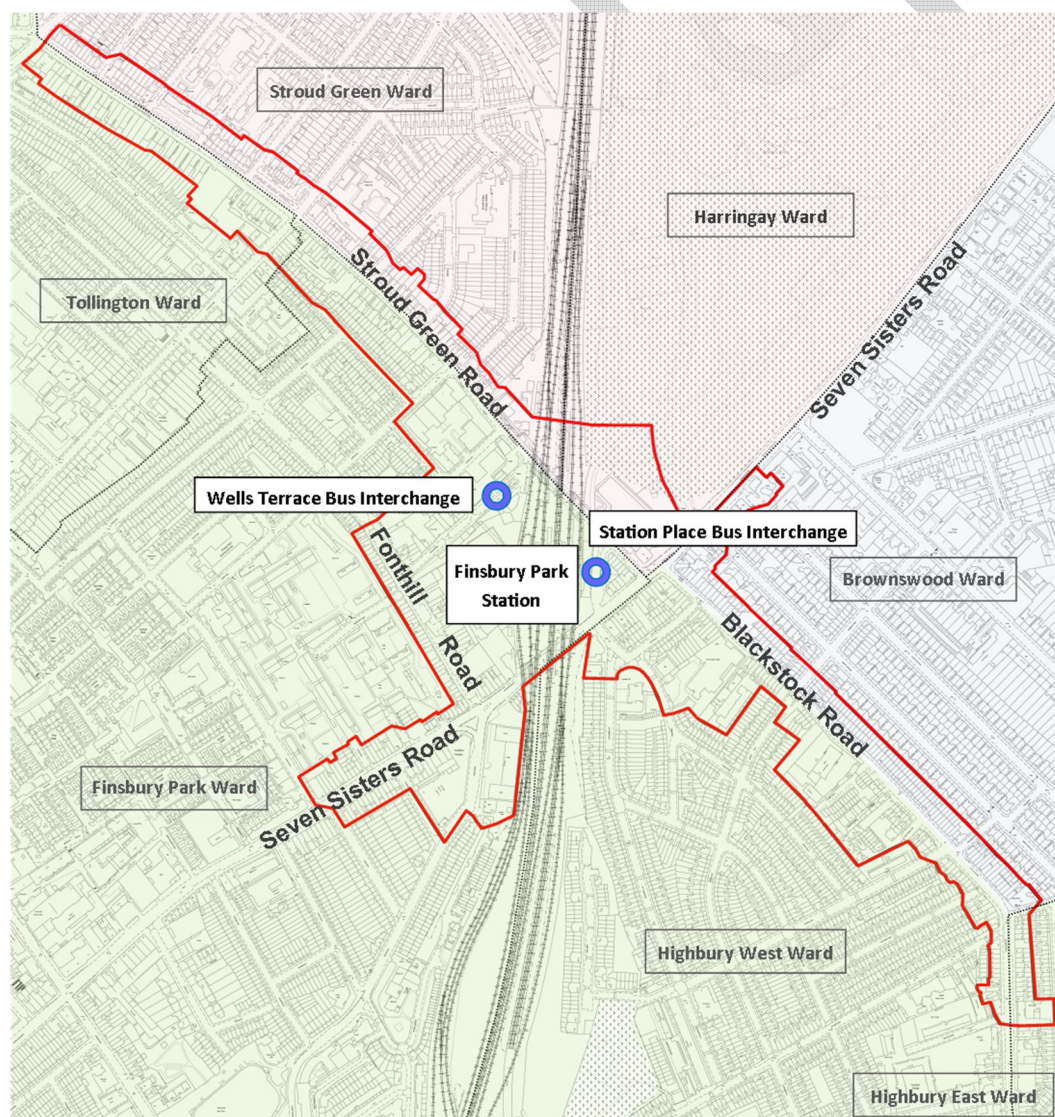 Stroud Green Ward
Harringay Ward
Tollington Ward
Stroud Green Road
Seven Sisters Road
Wells Terrace Bus Interchange
Station Place Bus Interchange
Finsbury Park
Station
Fonthill
Road
Brownswood Ward
Blackstock Road
Finsbury Park Ward
Seven Sisters Road
Highbury West Ward
Highbury East Ward